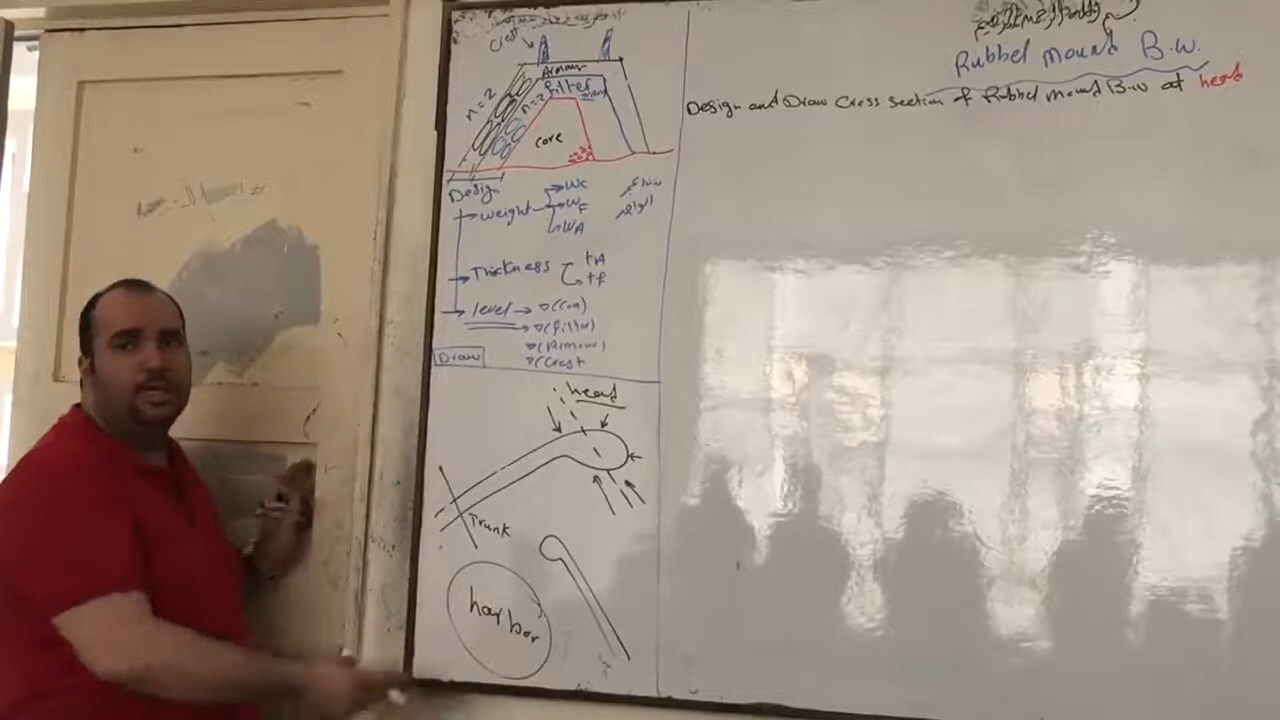 Rubbel mound B.W.
Design and Draw Cross section of Rubbel mound B.W at head
Crest
Armour
filter
n=2
n=2
Core
Design
weight
Wc
WF
WA
Thickness
tA
tf
level
▽(Core)
▽(filter)
▽(Armour)
▽(Crest
Draw
head
Trunk
harbor